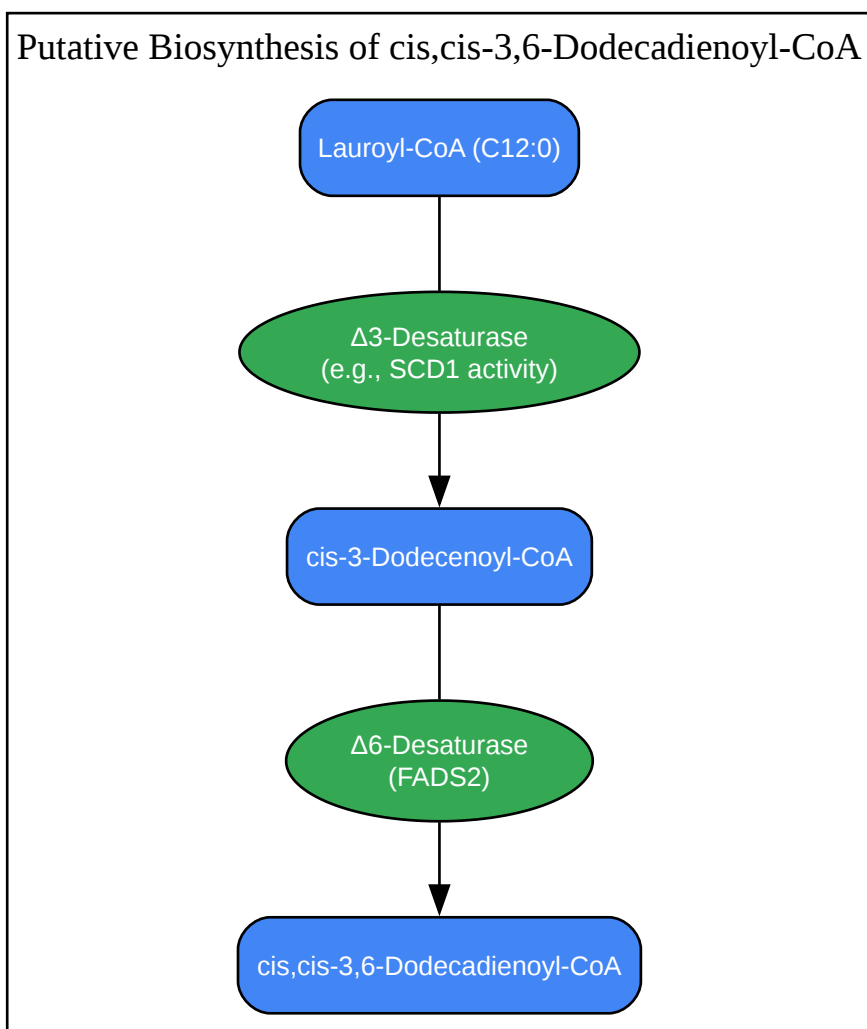 Putative Biosynthesis of cis,cis-3,6-Dodecadienoyl-CoA
Lauroyl-CoA (C12:0)
Δ3-Desaturase
(e.g., SCD1 activity)
cis-3-Dodecenoyl-CoA
Δ6-Desaturase
(FADS2)
cis,cis-3,6-Dodecadienoyl-CoA